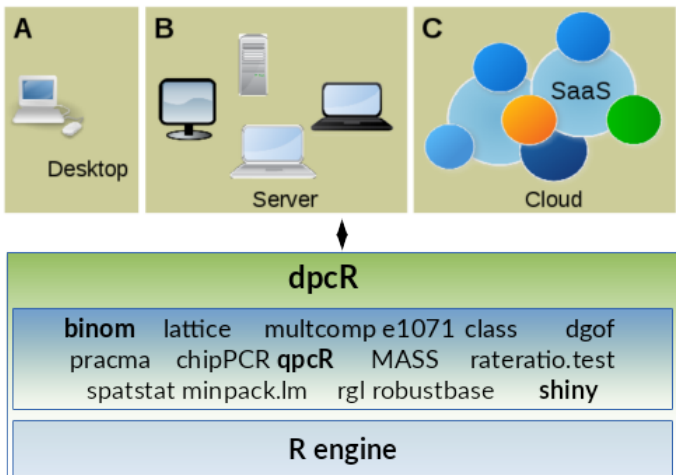 A
B
C
SaaS
Desktop
Server
Cloud
dpcR
binom lattice multcomp e1071 class dgof
pracma chipPCR qpcR MASS rateratio.test
spatstat minpack.lm rgl robustbase shiny
R engine